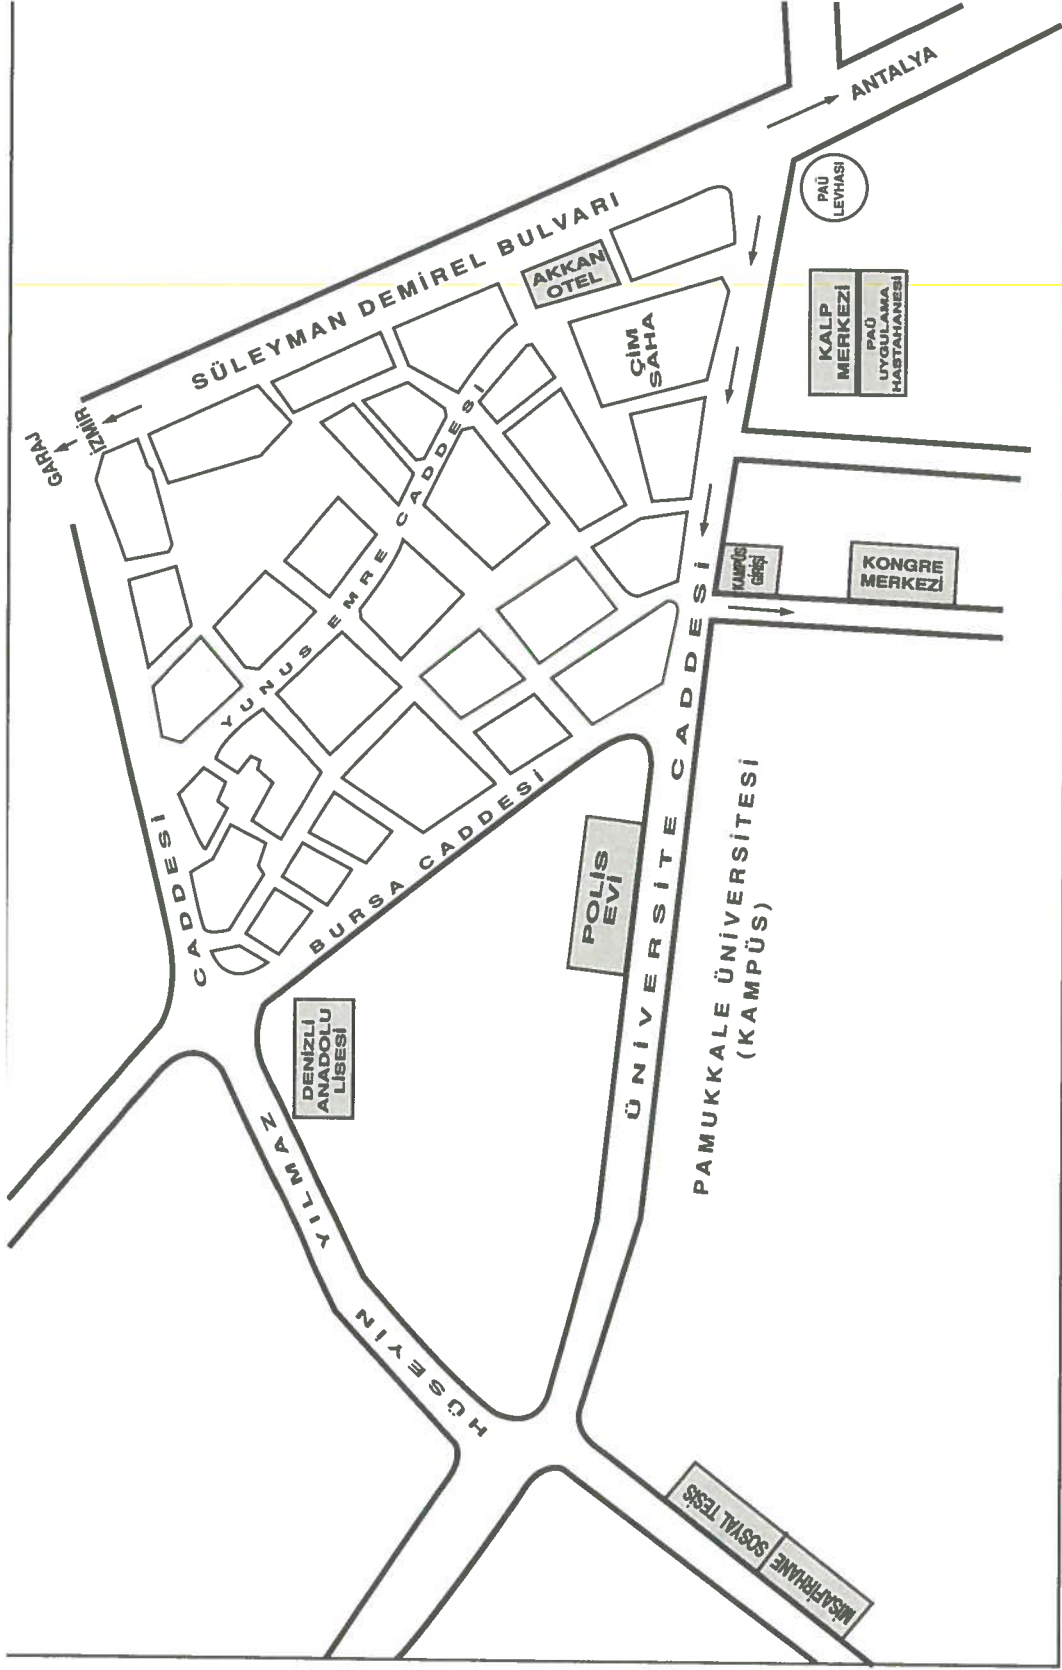 GARAJ
İZMİR
ANTALYA
SÜLEYMAN DEMİREL BULVARI
PAÜ
LEVHASI
AKKAN
OTEL
KALP
MERKEZİ
PAÜ
UYGULAMA
HASTAHANESİ
ÇİM
SAHA
YUNUS EMRE CADDESİ
KAMPÜS
GİRİŞİ
KONGRE
MERKEZİ
BURSA CADDESİ
POLİS
EVİ
ÜNİVERSİTE CADDESİ
PAMUKKALE ÜNİVERSİTESİ
(KAMPÜS)
DENİZLİ
ANADOLU
LİSESİ
HÜSEYİN YILMAZ CADDESİ
SOSYAL TESİS
MİSAFİRHANE